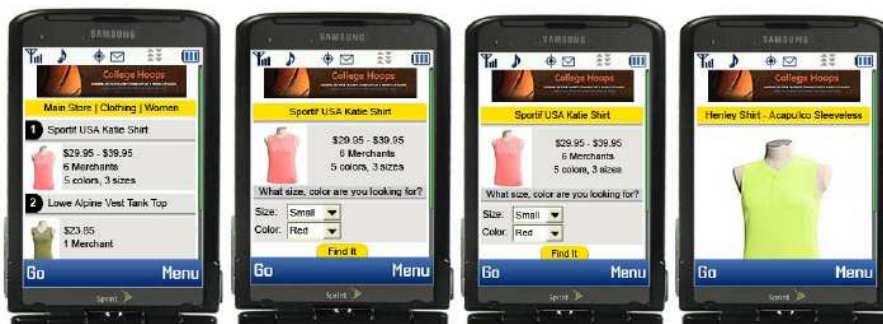 SAMSUNG
College Hoops
Main Store | Clothing | Women
1 Sportif USA Katie Shirt
$29.95 - $39.95
6 Merchants
5 colors, 3 sizes
2 Lowe Alpine Vest Tank Top
$23.85
1 Merchant
Go Menu
Sprint
SAMSUNG
College Hoops
Sportif USA Katie Shirt
$29.95 - $39.95
6 Merchants
5 colors, 3 sizes
What size, color are you looking for?
Size: Small
Color: Red
Find It
Go Menu
Sprint
SAMSUNG
College Hoops
Sportif USA Katie Shirt
$29.95 - $39.95
6 Merchants
5 colors, 3 sizes
What size, color are you looking for?
Size: Small
Color: Red
Find It
Go Menu
Sprint
SAMSUNG
College Hoops
Henley Shirt - Acapulco Sleeveless
Go Menu
Sprint